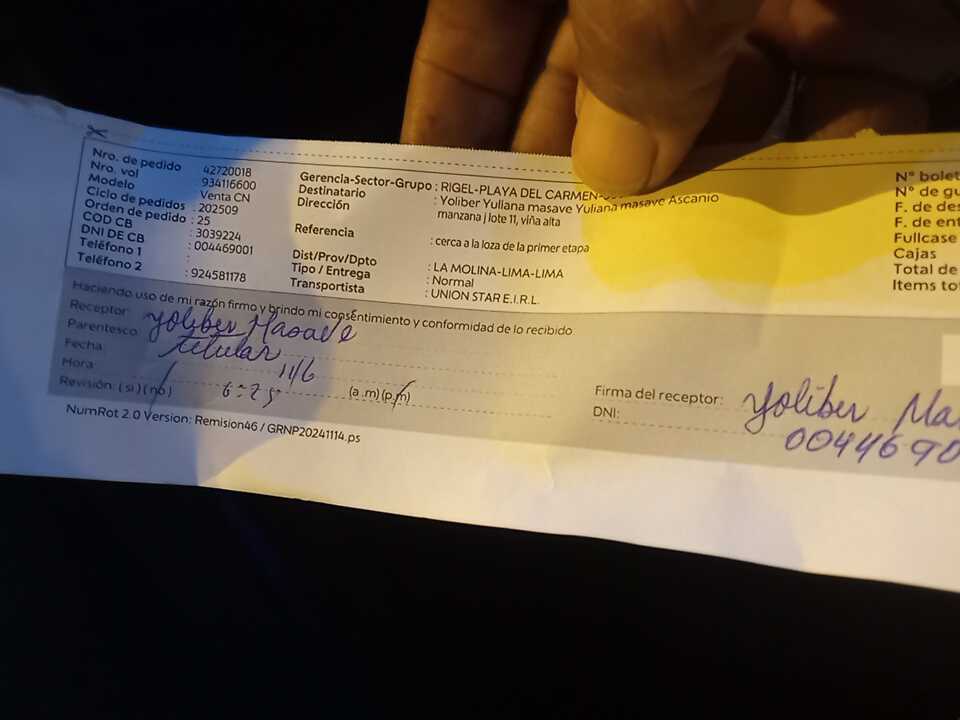 Nro. de pedido 42720018
Nro. vol 934116600
Modelo Venta CN
Ciclo de pedidos : 202509
Orden de pedido : 25
COD CB : 3039224
DNI DE CB : 004469001
Teléfono 1 :
Teléfono 2 : 924581178
Gerencia-Sector-Grupo : RIGEL-PLAYA DEL CARMEN-
Destinatario : Yoliber Yuliana masave Yuliana masave Ascanio
Dirección manzana j lote 11, viña alta
Referencia : cerca a la loza de la primer etapa
Dist/Prov/Dpto : LA MOLINA-LIMA-LIMA
Tipo / Entrega : Normal
Transportista : UNION STAR E.I.R.L.
N° bolet
N° de gu
F. de des
F. de ent
Fullcase
Cajas
Total de
Items tot
Haciendo uso de mi razón firmo y brindo mi consentimiento y conformidad de lo recibido
Receptor: Yoliber Masave
Parentesco: titular
Fecha: 11/6
Hora: 6:25 (a.m) (p.m)
Revisión: (si) (no)
Firma del receptor: Yoliber Ma
DNI: 0044690
NumRot 2.0 Version: Remision46 / GRNP20241114.ps